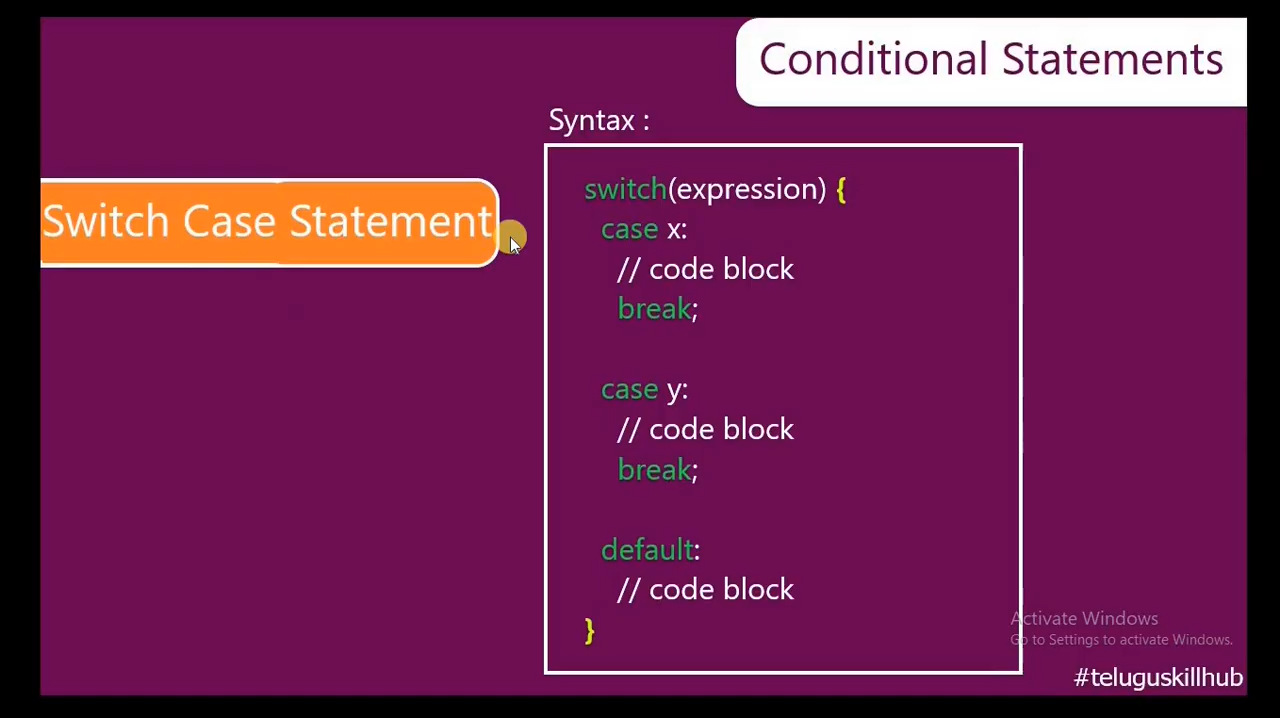 Conditional Statements
Syntax :
Switch Case Statement
switch(expression) {
case x:
// code block
break;
case y:
// code block
break;
default:
// code block
}
Activate Windows
Go to Settings to activate Windows.
#teluguskillhub